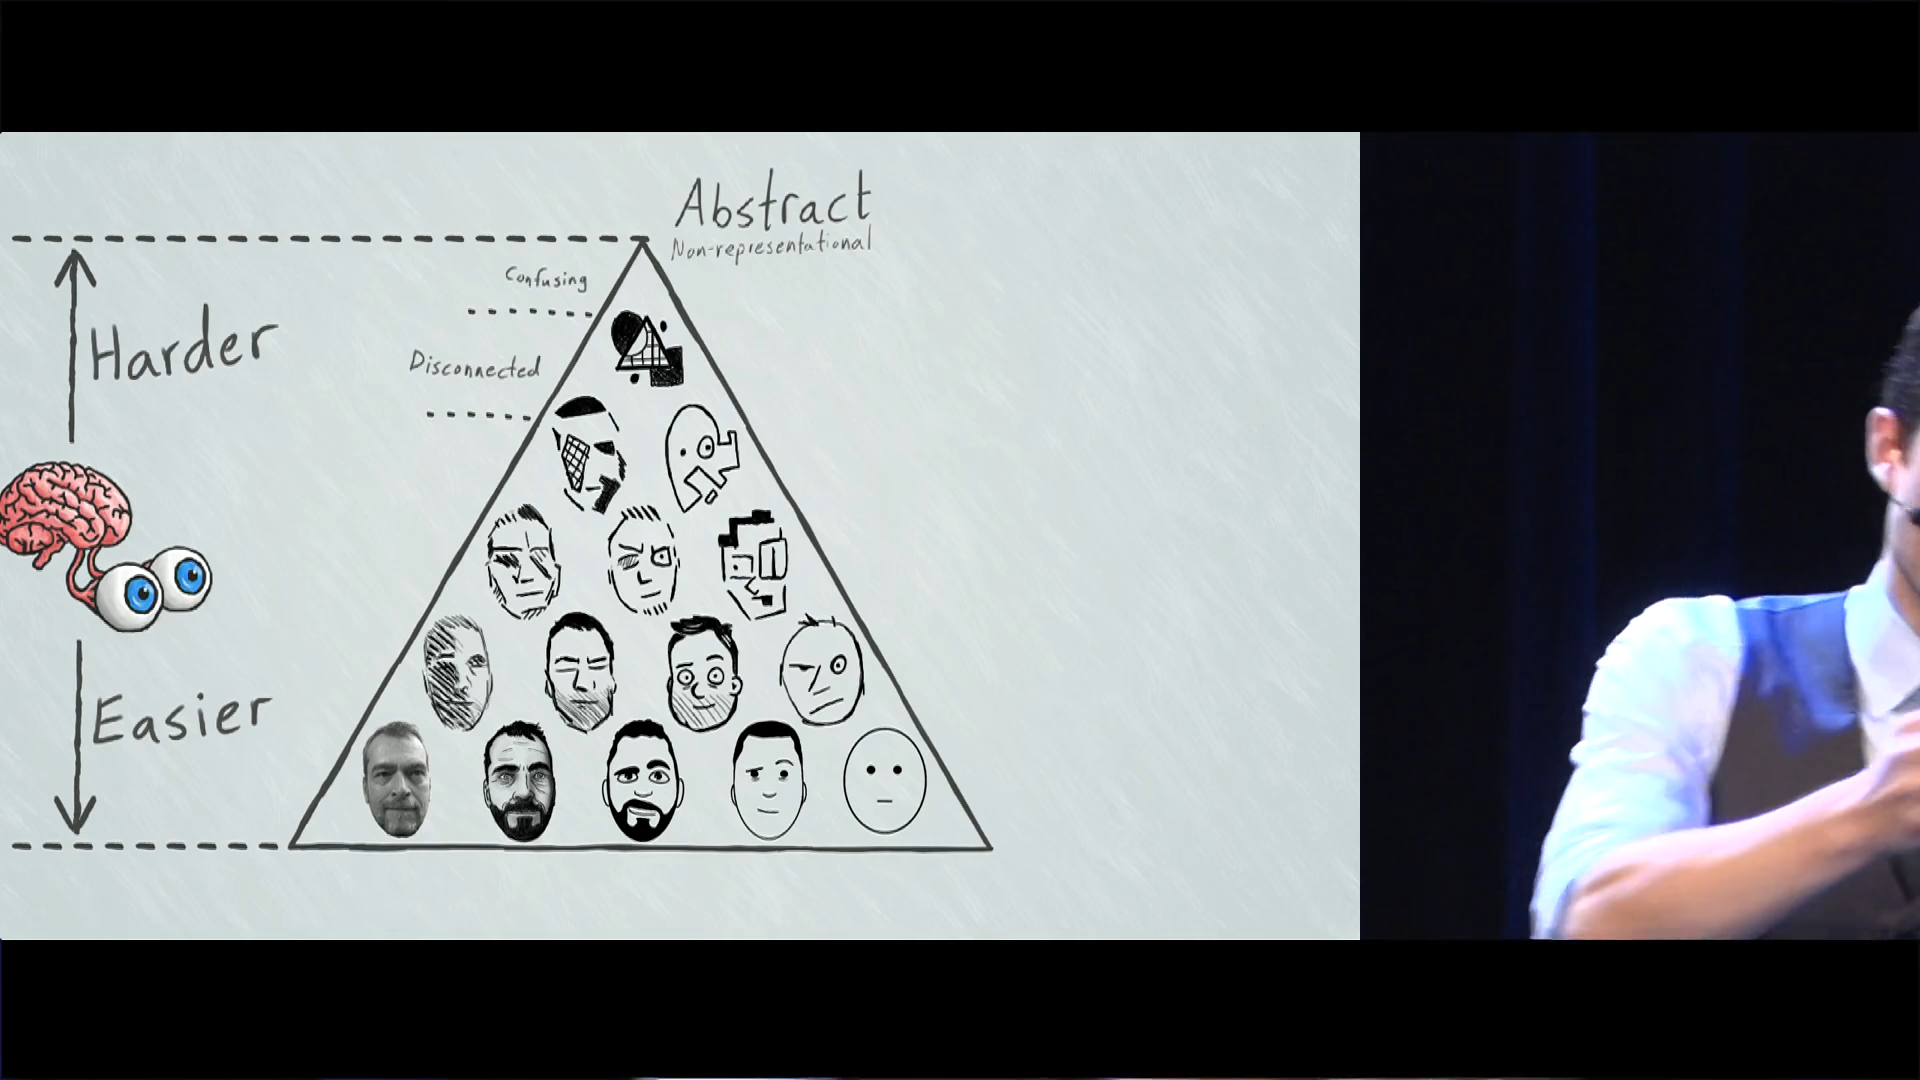 Abstract
Non-representational
Confusing
Harder
Disconnected
Easier